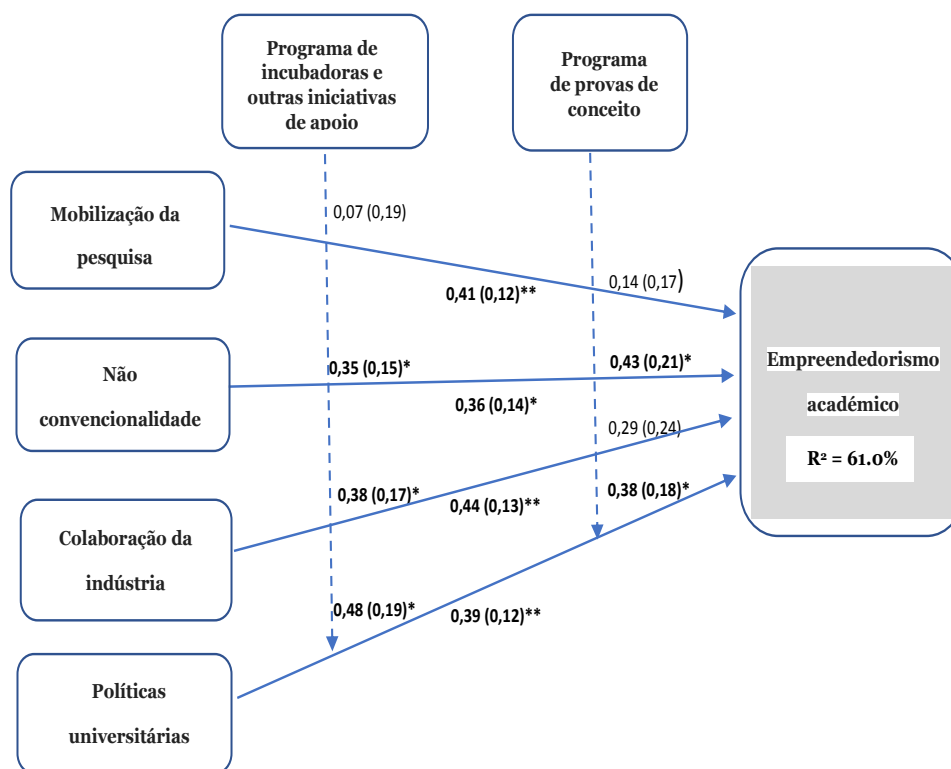 Programa de
incubadoras e
outras iniciativas
de apoio
Programa
de provas de
conceito
Mobilização da
pesquisa
0,07 (0,19)
0,41 (0,12)**
0,14 (0,17)
Não
convencionalidade
0,35 (0,15)*
0,36 (0,14)*
0,43 (0,21)*
Colaboração da
indústria
0,38 (0,17)*
0,44 (0,13)**
0,29 (0,24)
Políticas
universitárias
0,48 (0,19)*
0,39 (0,12)**
0,38 (0,18)*
Empreendedorismo
académico
R² = 61.0%